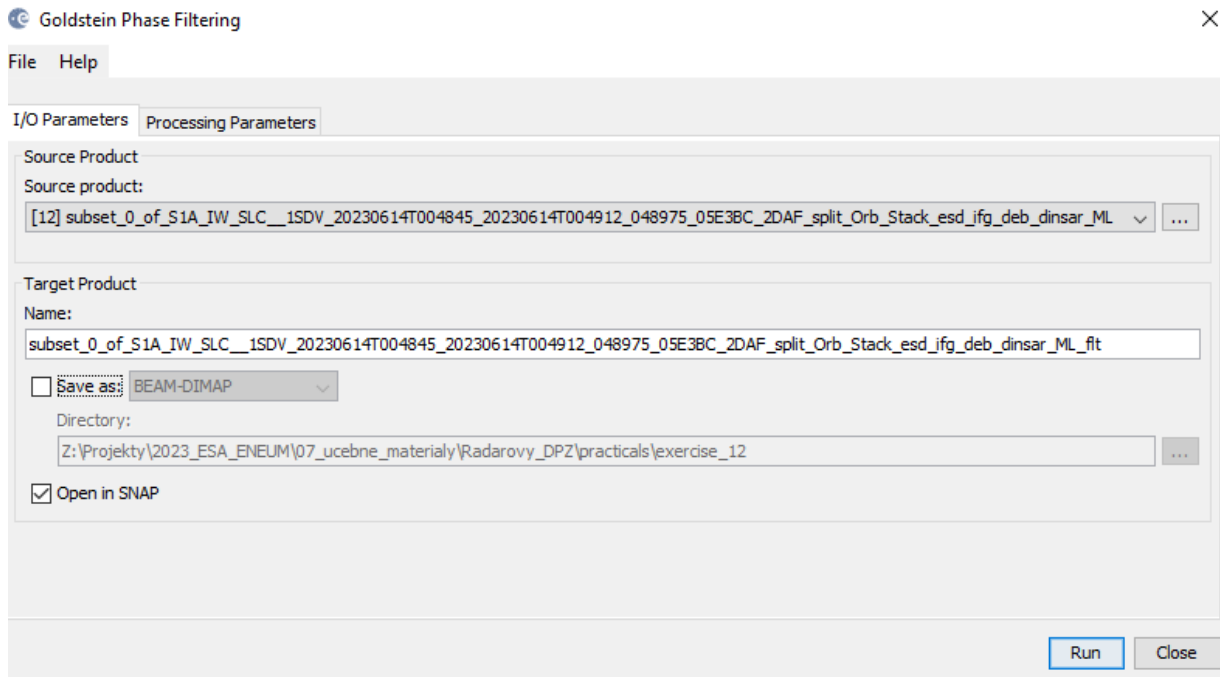 Goldstein Phase Filtering
File Help
I/O Parameters Processing Parameters
Source Product
Source product:
[12] subset_0_of_S1A_IW_SLC__1SDV_20230614T004845_20230614T004912_048975_05E3BC_2DAF_split_Orb_Stack_esd_ifg_deb_dinsar_ML ...
Target Product
Name:
subset_0_of_S1A_IW_SLC__1SDV_20230614T004845_20230614T004912_048975_05E3BC_2DAF_split_Orb_Stack_esd_ifg_deb_dinsar_ML_flt
Save as: BEAM-DIMAP
Directory:
Z:\Projekty\2023_ESA_ENEUM\07_ucebne_materialy\Radarovy_DPZ\practicals\exercise_12 ...
Open in SNAP
Run Close